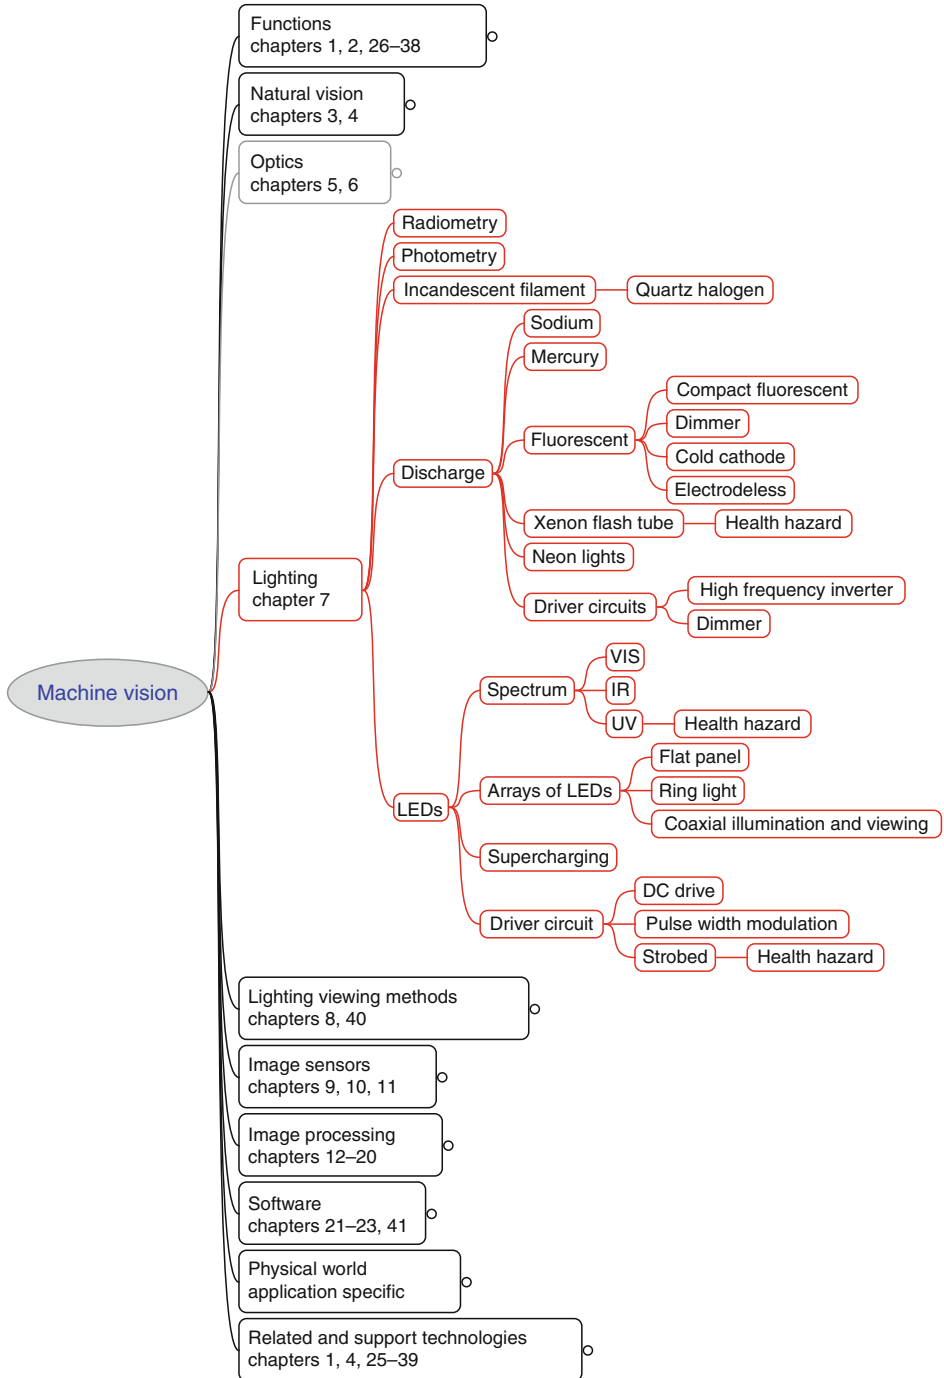 Functions
chapters 1, 2, 26–38
Natural vision
chapters 3, 4
Optics
chapters 5, 6
Radiometry
Photometry
Incandescent filament
Quartz halogen
Sodium
Mercury
Compact fluorescent
Dimmer
Fluorescent
Cold cathode
Discharge
Electrodeless
Xenon flash tube
Health hazard
Neon lights
Lighting
chapter 7
High frequency inverter
Driver circuits
Dimmer
VIS
Machine vision
Spectrum
IR
UV
Health hazard
Flat panel
Arrays of LEDs
Ring light
LEDs
Coaxial illumination and viewing
Supercharging
DC drive
Driver circuit
Pulse width modulation
Strobed
Health hazard
Lighting viewing methods
chapters 8, 40
Image sensors
chapters 9, 10, 11
Image processing
chapters 12–20
Software
chapters 21–23, 41
Physical world
application specific
Related and support technologies
chapters 1, 4, 25–39